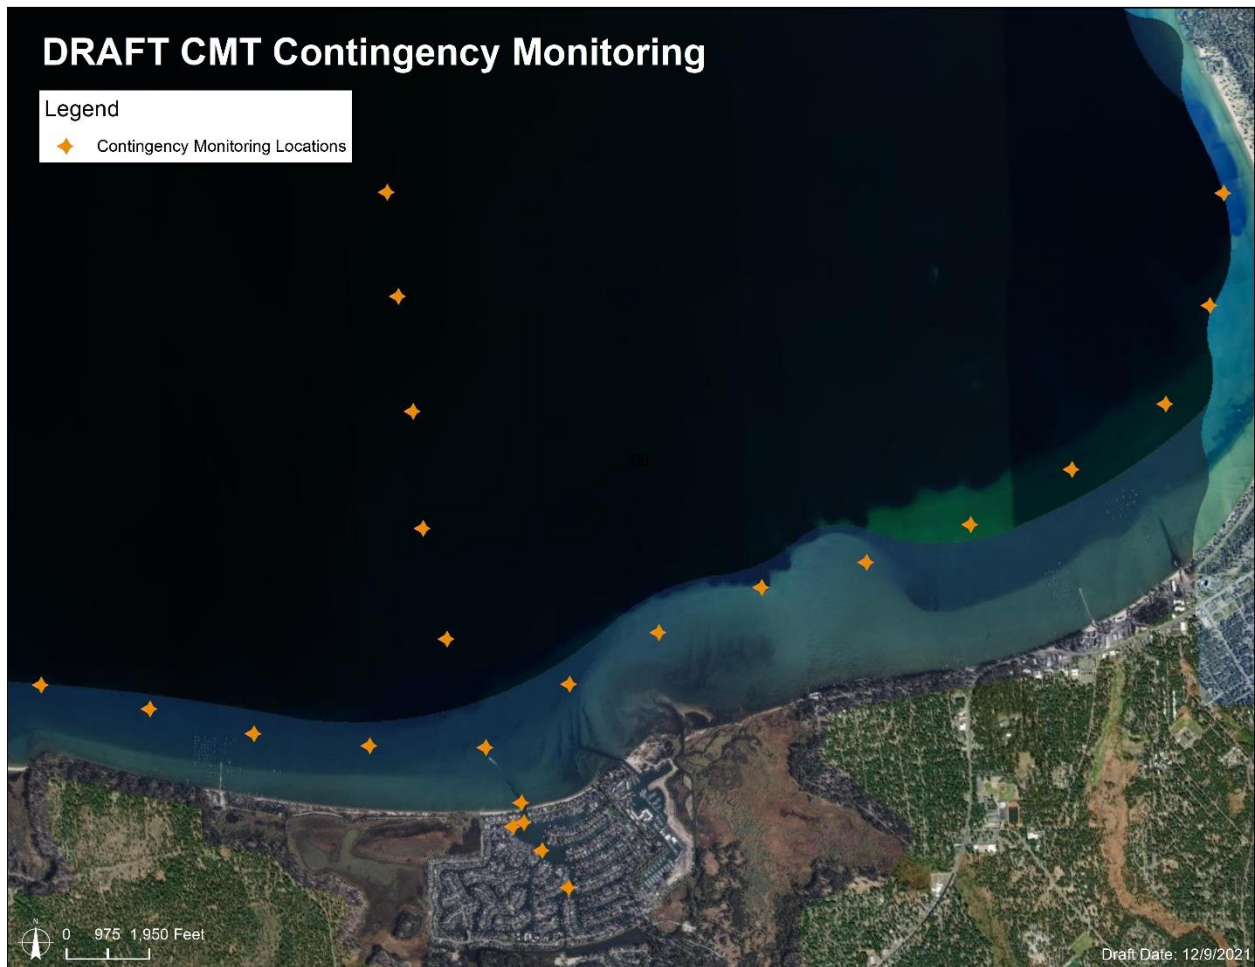 DRAFT CMT Contingency Monitoring
Legend
Contingency Monitoring Locations
N
0 975 1,950 Feet
Draft Date: 12/9/2021